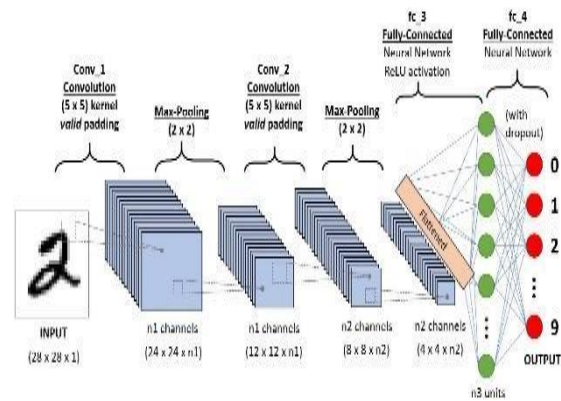 fc_3
Fully-Connected
Neural Network
ReLU activation
fc_4
Fully-Connected
Neural Network
Conv_1
Convolution
(5 x 5) kernel
valid padding
Max-Pooling
(2 x 2)
Conv_2
Convolution
(5 x 5) kernel
valid padding
Max-Pooling
(2 x 2)
(with
dropout)
Flattened
0
1
2
9
2
INPUT
(28 x 28 x 1)
n1 channels
(24 x 24 x n1)
n1 channels
(12 x 12 x n1)
n2 channels
(8 x 8 x n2)
n2 channels
(4 x 4 x n2)
OUTPUT
n3 units